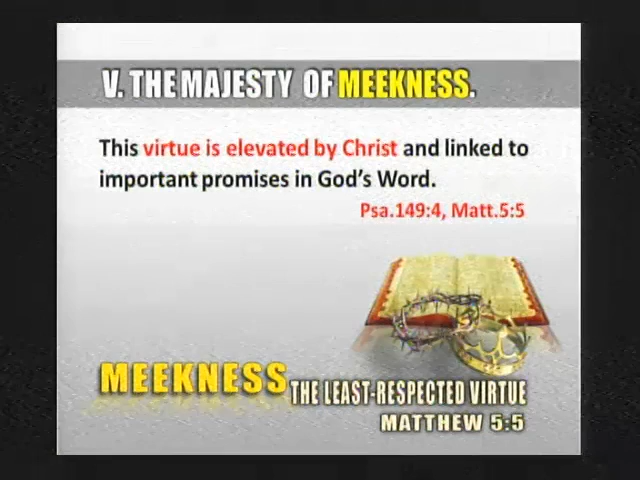 V. THE MAJESTY OF MEEKNESS.
This virtue is elevated by Christ and linked to
important promises in God's Word.
Psa.149:4, Matt.5:5
MEEKNESS THE LEAST-RESPECTED VIRTUE
MATTHEW 5:5